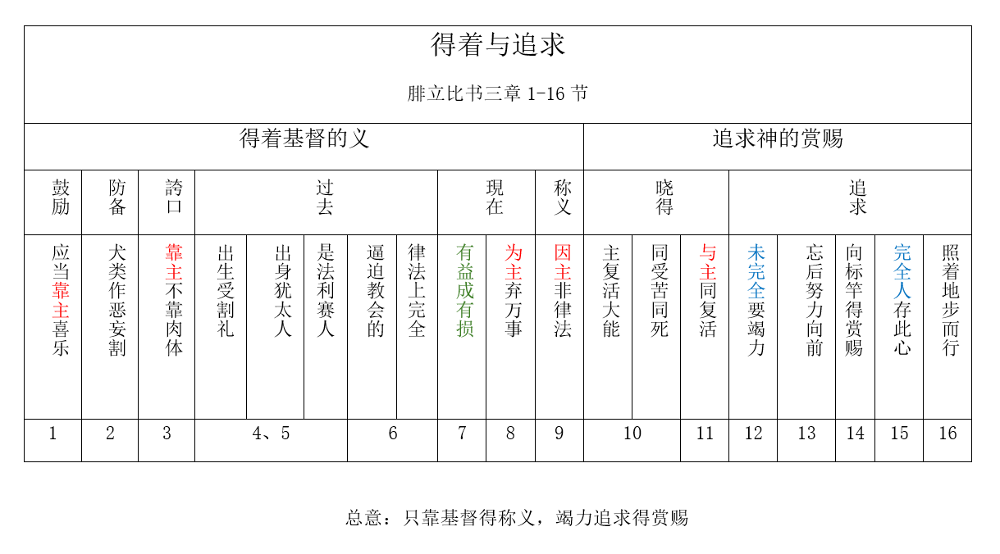 得着与追求
腓立比书三章 1-16 节
得着基督的义 追求神的赏赐
鼓励 防备 誇口 过去 現在 称义 晓得 追求
应当靠主喜乐
犬类作恶妄割
靠主不靠肉体
出生受割礼
出身犹太人
是法利赛人
逼迫教会的
律法上完全
有益成有损
为主弃万事
因主非律法
主复活大能
同受苦同死
与主同复活
未完全要竭力
忘后努力向前
向标竿得赏赐
完全人存此心
照着地步而行
1 2 3 4、5 6 7 8 9 10 11 12 13 14 15 16
总意：只靠基督得称义，竭力追求得赏赐